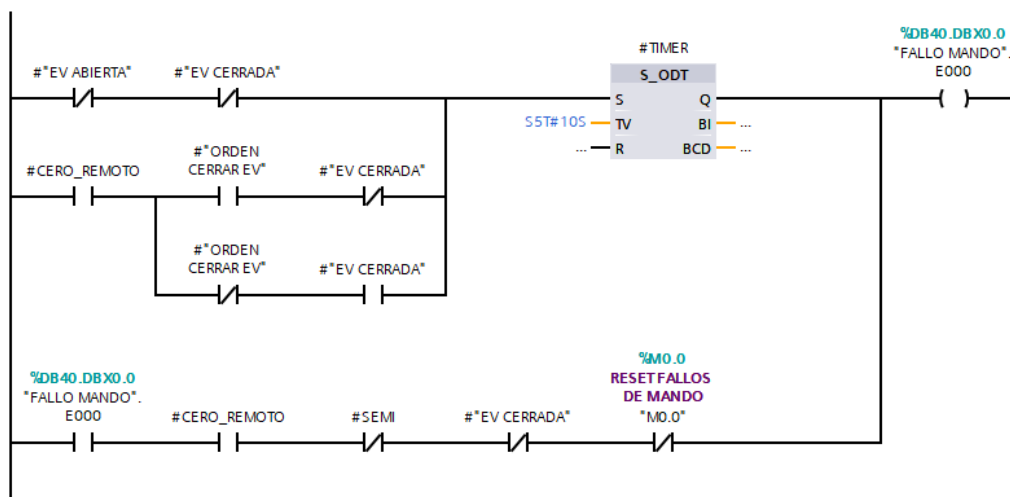 %DB40.DBX0.0
"FALLO MANDO".
E000
#TIMER
S_ODT
#"EV ABIERTA"
#"EV CERRADA"
S
Q
S5T#10S
TV
BI
...
...
R
BCD
...
#CERO_REMOTO
#"ORDEN
CERRAR EV"
#"EV CERRADA"
#"ORDEN
CERRAR EV"
#"EV CERRADA"
%DB40.DBX0.0
"FALLO MANDO".
E000
#CERO_REMOTO
#SEMI
#"EV CERRADA"
%M0.0
RESET FALLOS
DE MANDO
"M0.0"